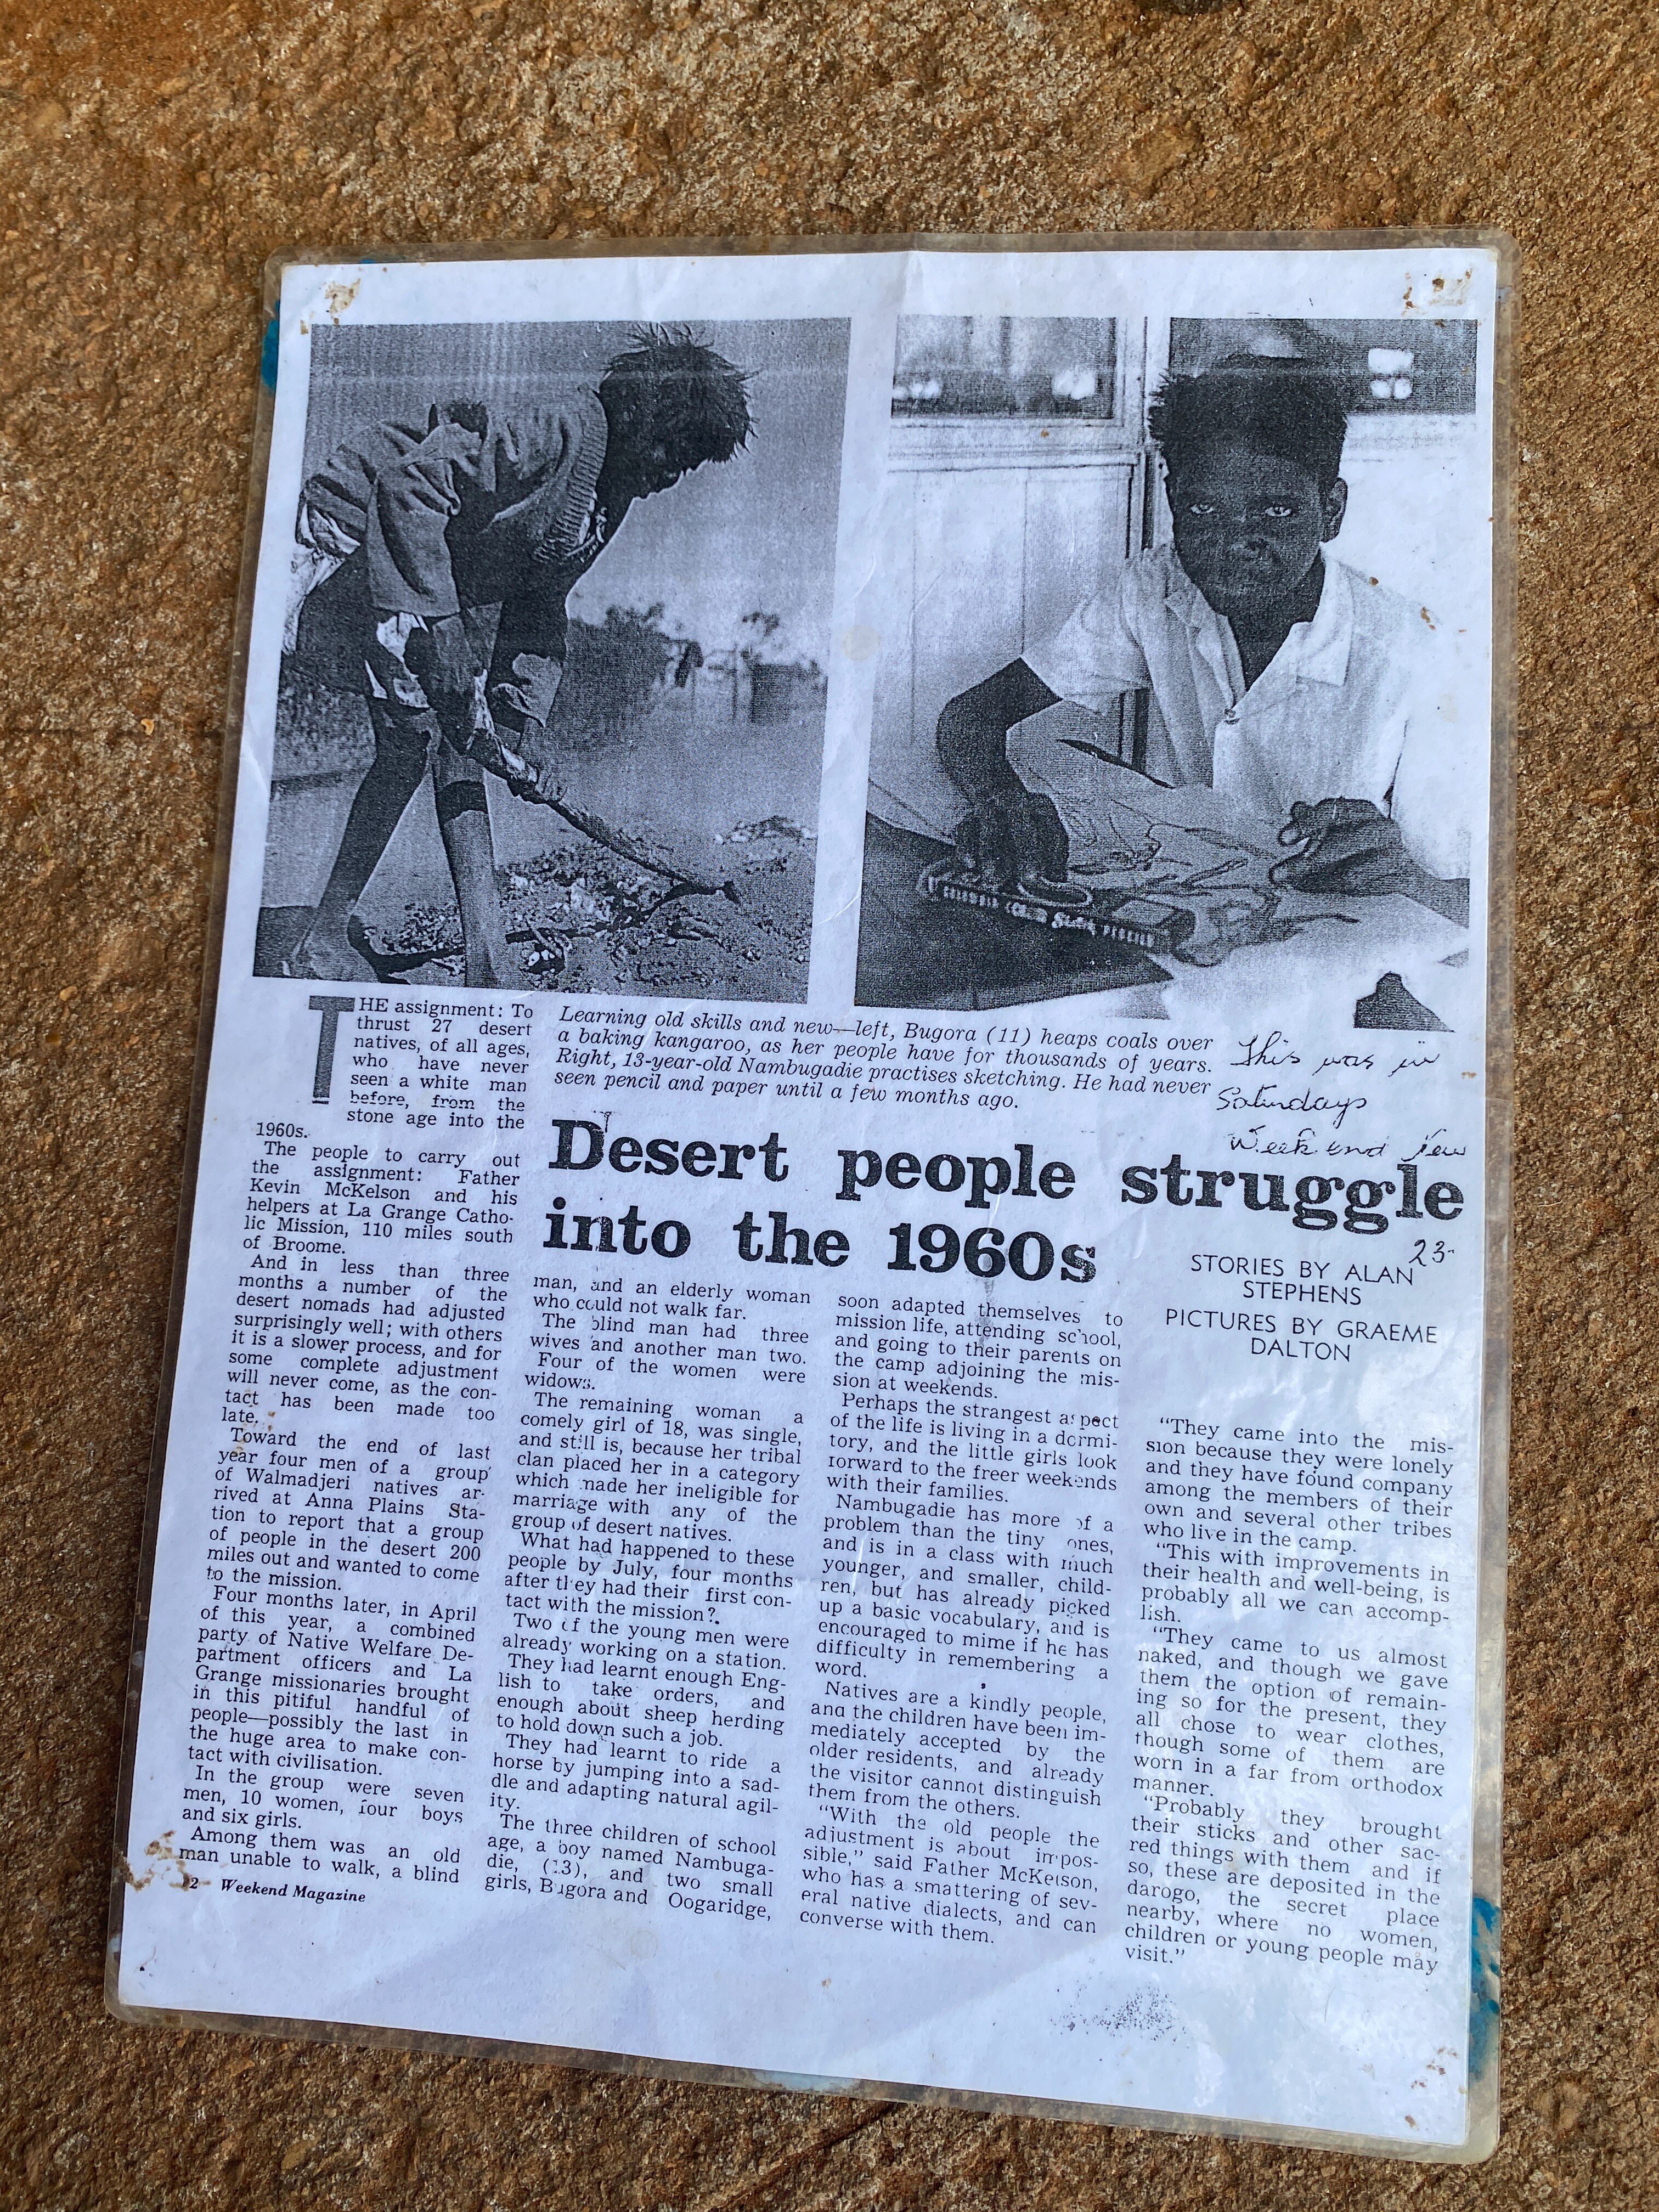 Learning old skills and new—left, Bugora (11) heaps coals over
a baking kangaroo, as her people have for thousands of years.
Right, 13-year-old Nambugadie practises sketching. He had never
seen pencil and paper until a few months ago.
This was in
Saturdays
Week end
Desert people struggle
into the 1960s
23
STORIES BY ALAN
STEPHENS
PICTURES BY GRAEME
DALTON
THE assignment: To
thrust 27 desert
natives, of all ages,
who have never
seen a white man
before, from the
stone age into the
1960s.
The people to carry out
the assignment: Father
Kevin McKelson and his
helpers at La Grange Catho-
lic Mission, 110 miles south
of Broome.
And in less than three
months a number of the
desert nomads had adjusted
surprisingly well; with others
it is a slower process, and for
some complete adjustment
will never come, as the con-
tact has been made too
late.
Toward the end of last
year four men of a group
of Walmadjeri natives ar-
rived at Anna Plains Sta-
tion to report that a group
of people in the desert 200
miles out and wanted to come
to the mission.
Four months later, in April
of this year, a combined
party of Native Welfare De-
partment officers and La
Grange missionaries brought
in this pitiful handful of
people—possibly the last in
the huge area to make con-
tact with civilisation.
In the group were seven
men, 10 women, four boys
and six girls.
Among them was an old
man unable to walk, a blind
man, and an elderly woman
who could not walk far.
The blind man had three
wives and another man two.
Four of the women were
widows.
The remaining woman a
comely girl of 18, was single,
and still is, because her tribal
clan placed her in a category
which made her ineligible for
marriage with any of the
group of desert natives.
What had happened to these
people by July, four months
after they had their first con-
tact with the mission?
Two of the young men were
already working on a station.
They had learnt enough Eng-
lish to take orders, and
enough about sheep herding
to hold down such a job.
They had learnt to ride a
horse by jumping into a sad-
dle and adapting natural agil-
ity.
The three children of school
age, a boy named Nambuga-
die, (13), and two small
girls, Bugora and Oogaridge,
soon adapted themselves to
mission life, attending school,
and going to their parents on
the camp adjoining the mis-
sion at weekends.
Perhaps the strangest aspect
of the life is living in a dormi-
tory, and the little girls look
forward to the freer weekends
with their families.
Nambugadie has more of a
problem than the tiny ones,
and is in a class with much
younger, and smaller, child-
ren, but has already picked
up a basic vocabulary, and is
encouraged to mime if he has
difficulty in remembering a
word.
Natives are a kindly people,
and the children have been im-
mediately accepted by the
older residents, and already
the visitor cannot distinguish
them from the others.
"With the old people the
adjustment is about impos-
sible," said Father McKelson,
who has a smattering of sev-
eral native dialects, and can
converse with them.
"They came into the mis-
sion because they were lonely
and they have found company
among the members of their
own and several other tribes
who live in the camp.
"This with improvements in
their health and well-being, is
probably all we can accomp-
lish.
"They came to us almost
naked, and though we gave
them the option of remain-
ing so for the present, they
all chose to wear clothes,
though some of them are
worn in a far from orthodox
manner.
"Probably they brought
their sticks and other sac-
red things with them and if
so, these are deposited in the
darogo, the secret place
nearby, where no women,
children or young people may
visit."
2 Weekend Magazine